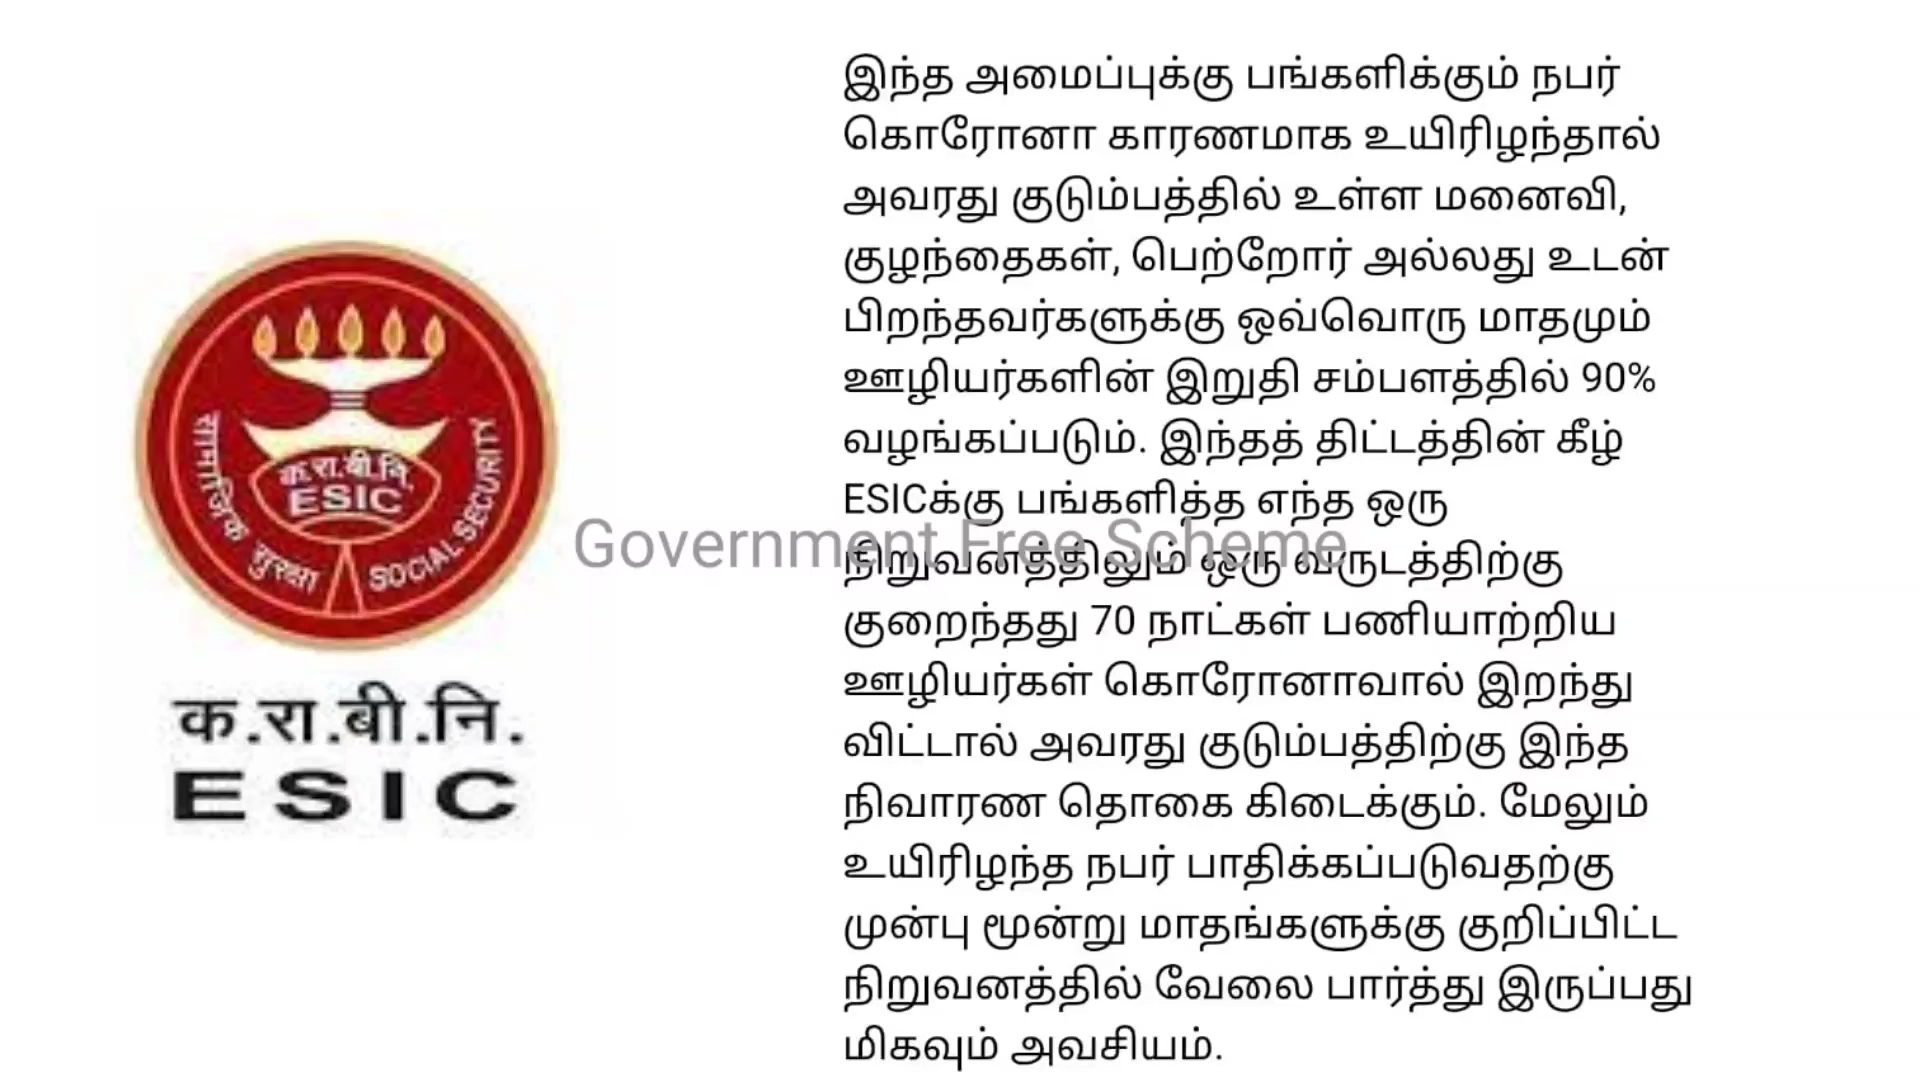 இந்த அமைப்புக்கு பங்களிக்கும் நபர்
கொரோனா காரணமாக உயிரிழந்தால்
அவரது குடும்பத்தில் உள்ள மனைவி,
குழந்தைகள், பெற்றோர் அல்லது உடன்
பிறந்தவர்களுக்கு ஒவ்வொரு மாதமும்
ஊழியர்களின் இறுதி சம்பளத்தில் 90%
வழங்கப்படும். இந்தத் திட்டத்தின் கீழ்
ESICக்கு பங்களித்த எந்த ஒரு
நிறுவனத்திலும் ஒரு வருடத்திற்கு
குறைந்தது 70 நாட்கள் பணியாற்றிய
ஊழியர்கள் கொரோனாவால் இறந்து
விட்டால் அவரது குடும்பத்திற்கு இந்த
நிவாரண தொகை கிடைக்கும். மேலும்
உயிரிழந்த நபர் பாதிக்கப்படுவதற்கு
முன்பு மூன்று மாதங்களுக்கு குறிப்பிட்ட
நிறுவனத்தில் வேலை பார்த்து இருப்பது
மிகவும் அவசியம்.
Government Free Scheme
सामाजिक सुरक्षा
SOCIAL SECURITY
क.रा.बी.नि.
ESIC
क.रा.बी.नि.
ESIC